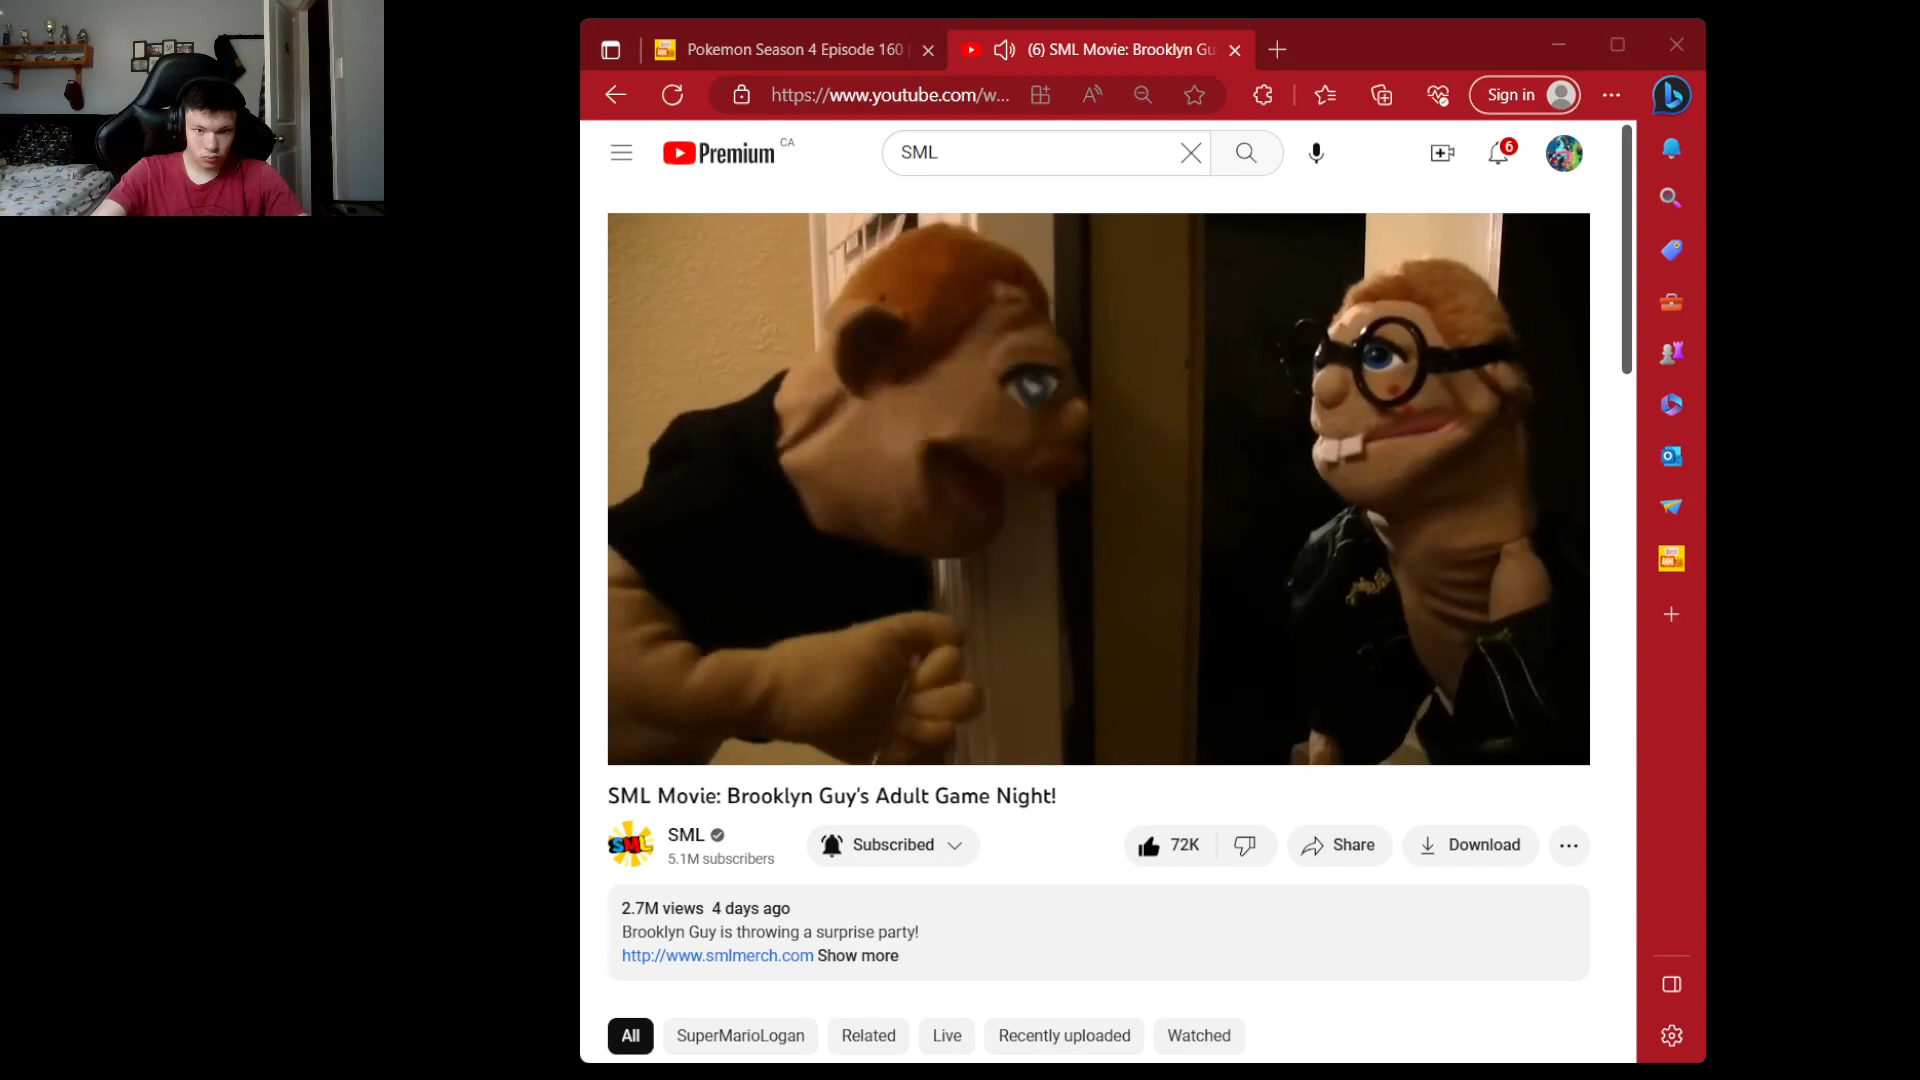 Pokemon Season 4 Episode 160
(6) SML Movie: Brooklyn Gu
https://www.youtube.com/w...
Sign in
Premium CA
SML
6
SML Movie: Brooklyn Guy's Adult Game Night!
SML
SML
5.1M subscribers
Subscribed
72K
Share
Download
2.7M views 4 days ago
Brooklyn Guy is throwing a surprise party!
http://www.smlmerch.com Show more
All
SuperMarioLogan
Related
Live
Recently uploaded
Watched